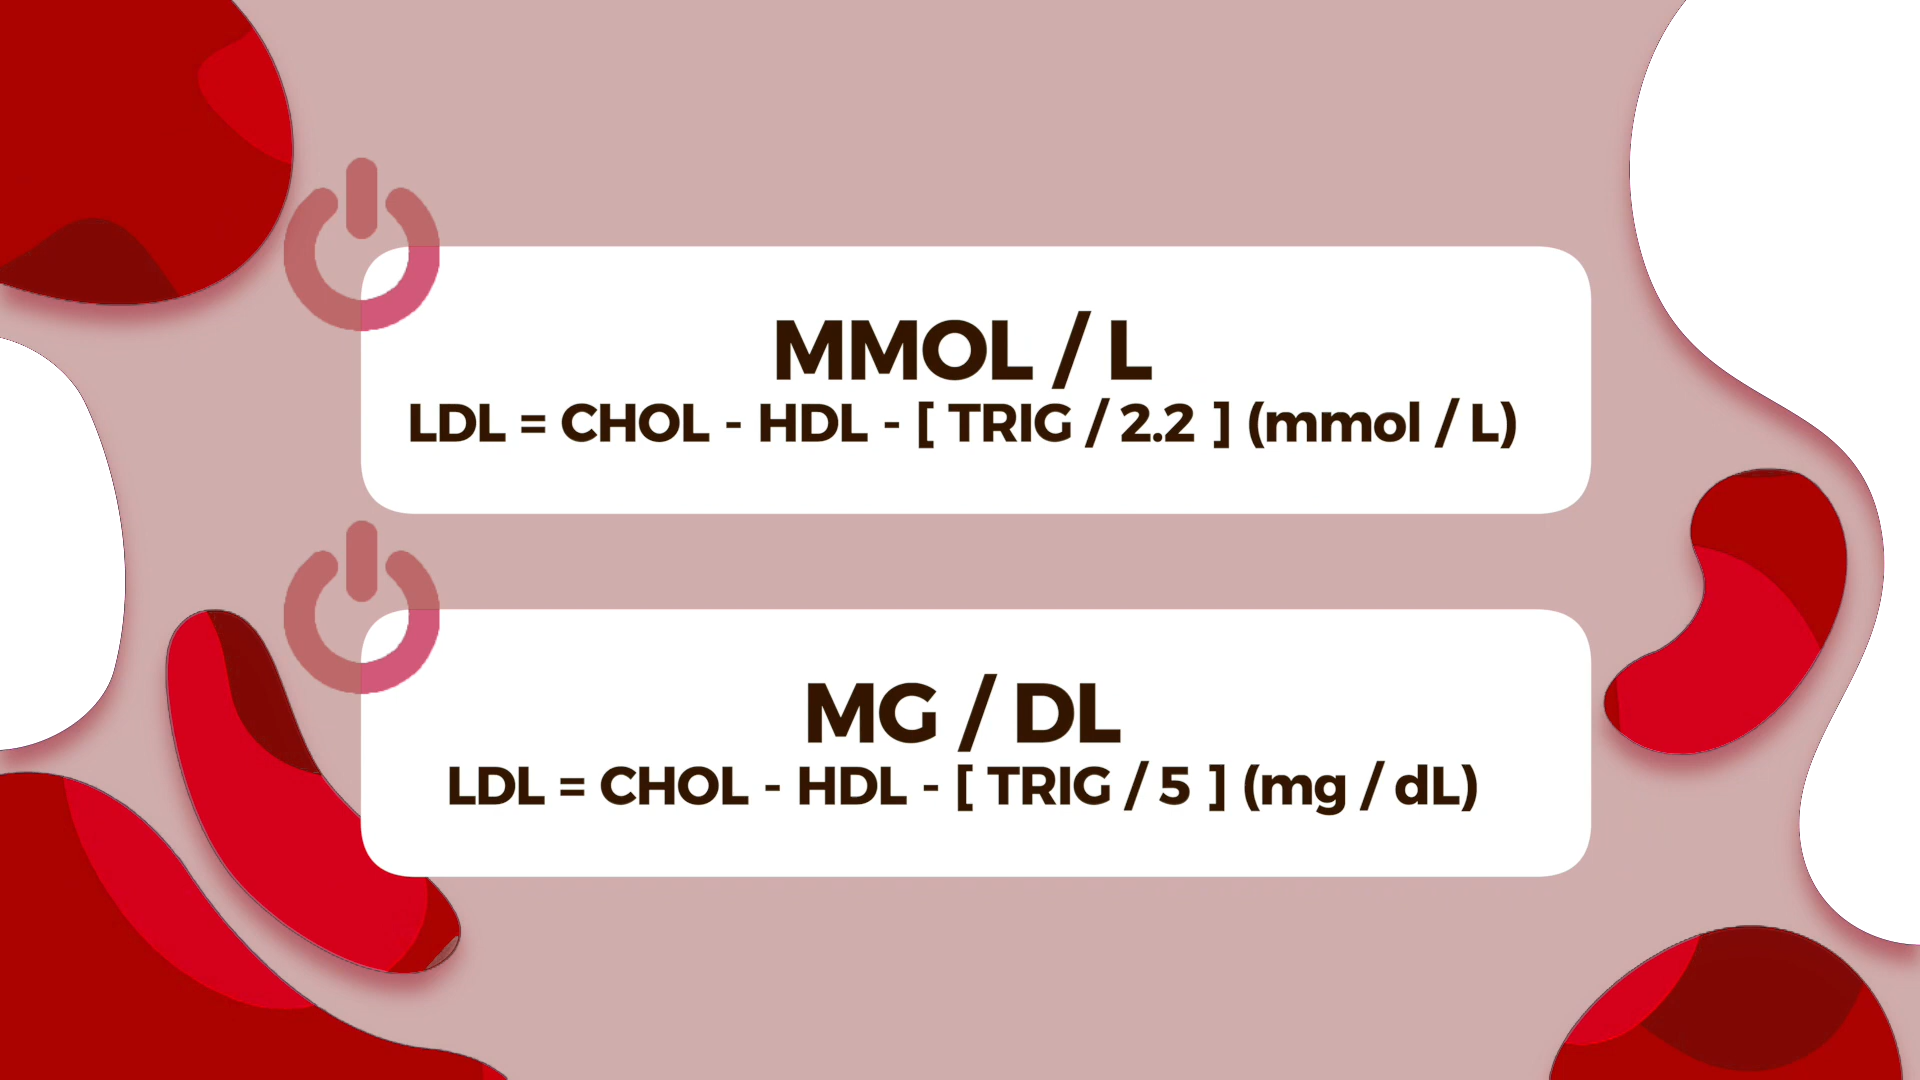 MMOL / L
LDL = CHOL - HDL - [ TRIG / 2.2 ] (mmol / L)
MG / DL
LDL = CHOL - HDL - [ TRIG / 5 ] (mg / dL)